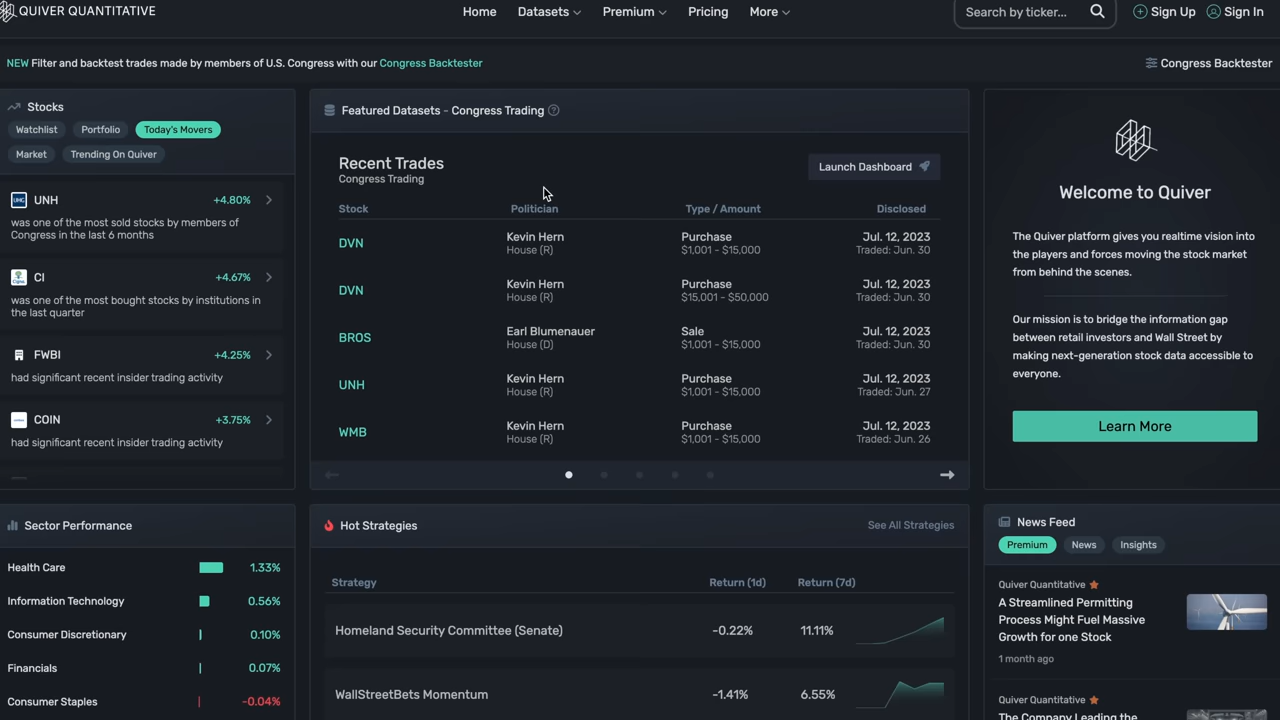 QUIVER QUANTITATIVE
Home
Datasets
Premium
Pricing
More
Search by ticker...
Sign Up
Sign In
NEW Filter and backtest trades made by members of U.S. Congress with our Congress Backtester
Congress Backtester
Stocks
Watchlist
Portfolio
Today's Movers
Market
Trending On Quiver
UNH
+4.80%
was one of the most sold stocks by members of
Congress in the last 6 months
CI
+4.67%
was one of the most bought stocks by institutions in
the last quarter
FWBI
+4.25%
had significant recent insider trading activity
COIN
+3.75%
had significant recent insider trading activity
Featured Datasets - Congress Trading
Recent Trades
Congress Trading
Launch Dashboard
Stock
Politician
Type / Amount
Disclosed
DVN
Kevin Hern
House (R)
Purchase
$1,001 - $15,000
Jul. 12, 2023
Traded: Jun. 30
DVN
Kevin Hern
House (R)
Purchase
$15,001 - $50,000
Jul. 12, 2023
Traded: Jun. 30
BROS
Earl Blumenauer
House (D)
Sale
$1,001 - $15,000
Jul. 12, 2023
Traded: Jun. 30
UNH
Kevin Hern
House (R)
Purchase
$1,001 - $15,000
Jul. 12, 2023
Traded: Jun. 27
WMB
Kevin Hern
House (R)
Purchase
$1,001 - $15,000
Jul. 12, 2023
Traded: Jun. 26
Welcome to Quiver
The Quiver platform gives you realtime vision into
the players and forces moving the stock market
from behind the scenes.
Our mission is to bridge the information gap
between retail investors and Wall Street by
making next-generation stock data accessible to
everyone.
Learn More
Sector Performance
Health Care
1.33%
Information Technology
0.56%
Consumer Discretionary
0.10%
Financials
0.07%
Consumer Staples
-0.04%
Hot Strategies
See All Strategies
Strategy
Return (1d)
Return (7d)
Homeland Security Committee (Senate)
-0.22%
11.11%
WallStreetBets Momentum
-1.41%
6.55%
News Feed
Premium
News
Insights
Quiver Quantitative
A Streamlined Permitting
Process Might Fuel Massive
Growth for one Stock
1 month ago
Quiver Quantitative
The Company Leading the